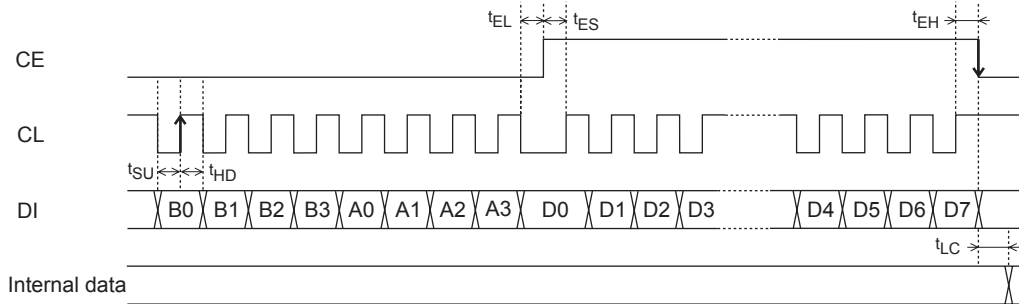 tEL tES tEH
CE
CL
tSU tHD
DI B0 B1 B2 B3 A0 A1 A2 A3 D0 D1 D2 D3 D4 D5 D6 D7
tLC
Internal data